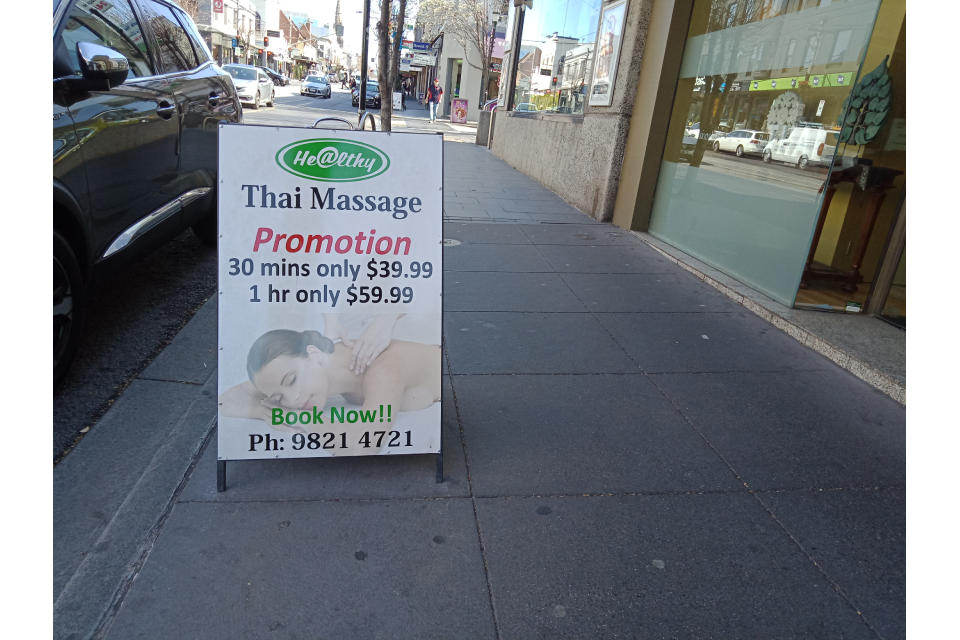 He@lthy
Thai Massage
Promotion
30 mins only $39.99
1 hr only $59.99
Book Now!!
Ph: 9821 4721